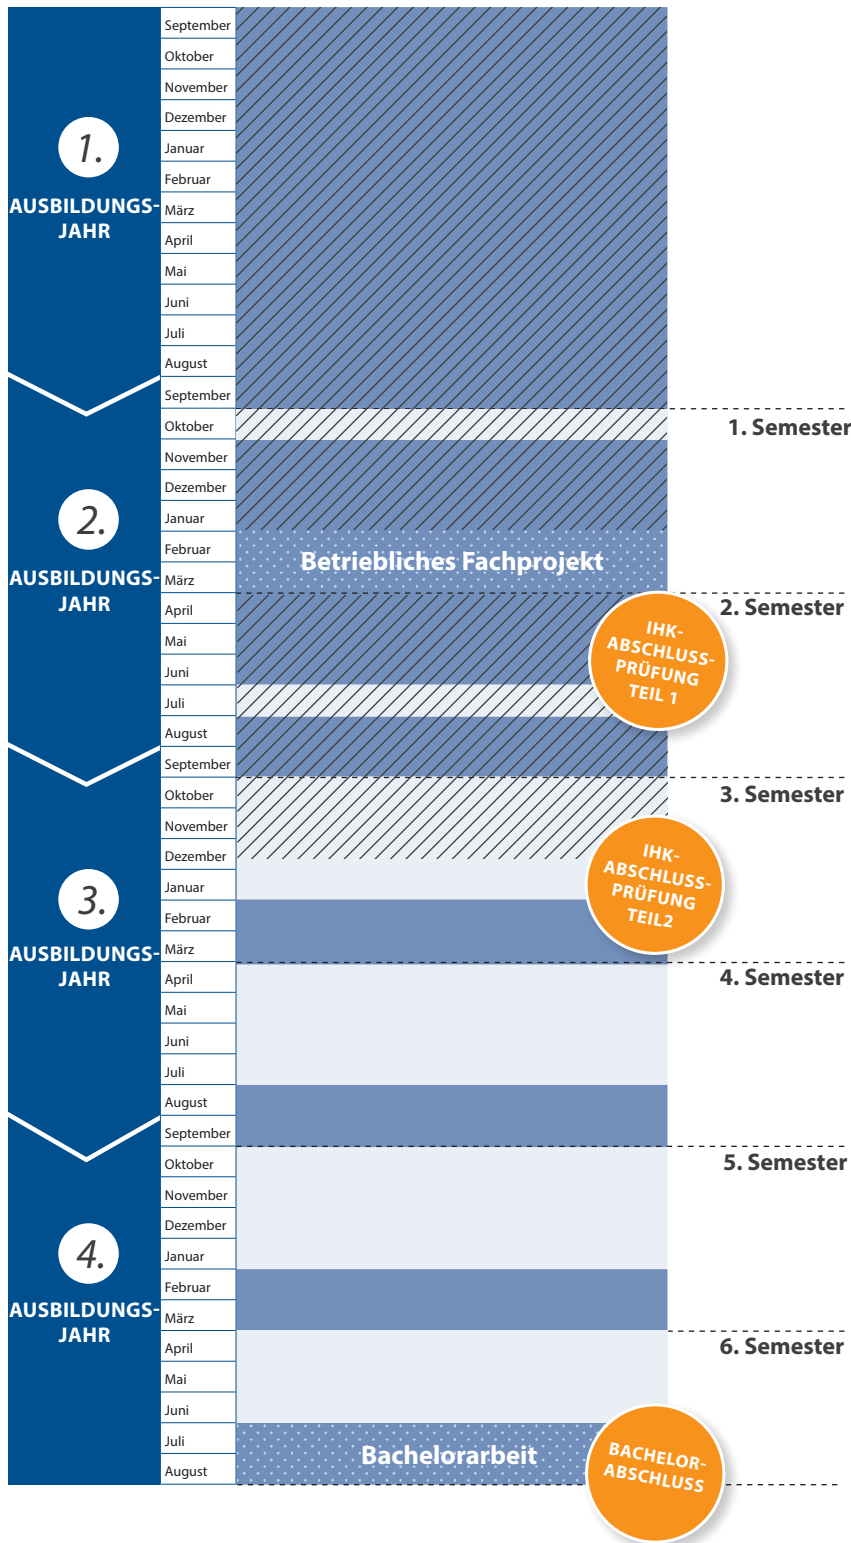 1.
AUSBILDUNGS-
JAHR
September
Oktober
November
Dezember
Januar
Februar
März
April
Mai
Juni
Juli
August
2.
AUSBILDUNGS-
JAHR
September
Oktober
1. Semester
November
Dezember
Januar
Februar
März
Betriebliches Fachprojekt
April
2. Semester
Mai
Juni
Juli
August
IHK-
ABSCHLUSS-
PRÜFUNG
TEIL 1
3.
AUSBILDUNGS-
JAHR
September
Oktober
3. Semester
November
Dezember
Januar
Februar
März
IHK-
ABSCHLUSS-
PRÜFUNG
TEIL2
April
4. Semester
Mai
Juni
Juli
August
4.
AUSBILDUNGS-
JAHR
September
Oktober
5. Semester
November
Dezember
Januar
Februar
März
April
6. Semester
Mai
Juni
Juli
August
Bachelorarbeit
BACHELOR-
ABSCHLUSS